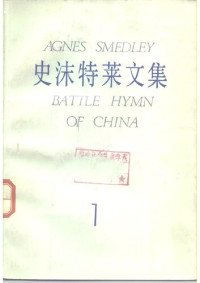 AGNES SMEDLEY
史沫特莱文集
BATTLE HYMN
OF CHINA
1